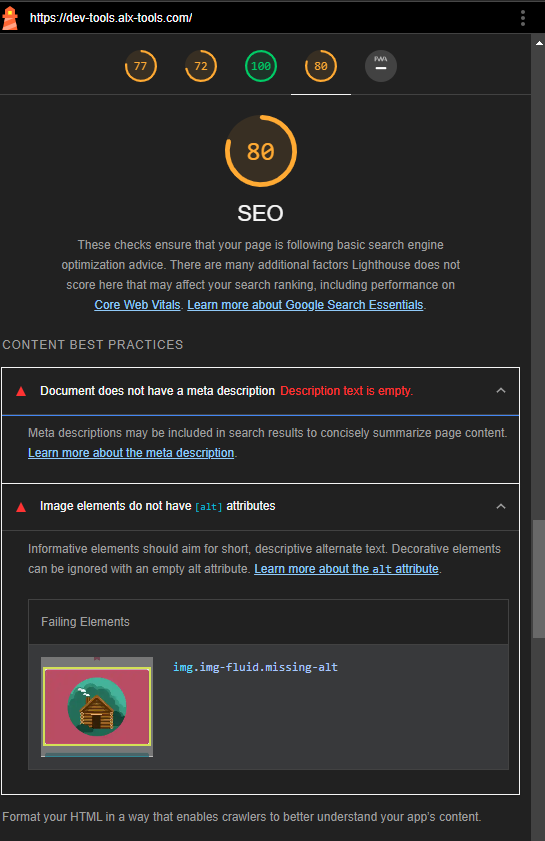 https://dev-tools.alx-tools.com/
77 72 100 80 PWA
80
SEO
These checks ensure that your page is following basic search engine
optimization advice. There are many additional factors Lighthouse does not
score here that may affect your search ranking, including performance on
Core Web Vitals. Learn more about Google Search Essentials.
CONTENT BEST PRACTICES
Document does not have a meta description Description text is empty.
Meta descriptions may be included in search results to concisely summarize page content.
Learn more about the meta description.
Image elements do not have [alt] attributes
Informative elements should aim for short, descriptive alternate text. Decorative elements
can be ignored with an empty alt attribute. Learn more about the alt attribute.
Failing Elements
img.img-fluid.missing-alt
Format your HTML in a way that enables crawlers to better understand your app's content.